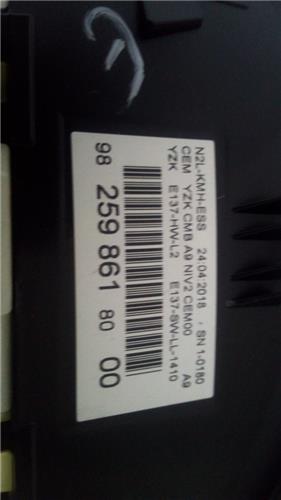 N2L-KMH-ESS 24.04.2018 - SN 1-0180
CEM YZK CMB A9 NIV2 CEM00 A9
YZK E137-HW-L2 E137-SW-LL-1410
98 259 861 80 00